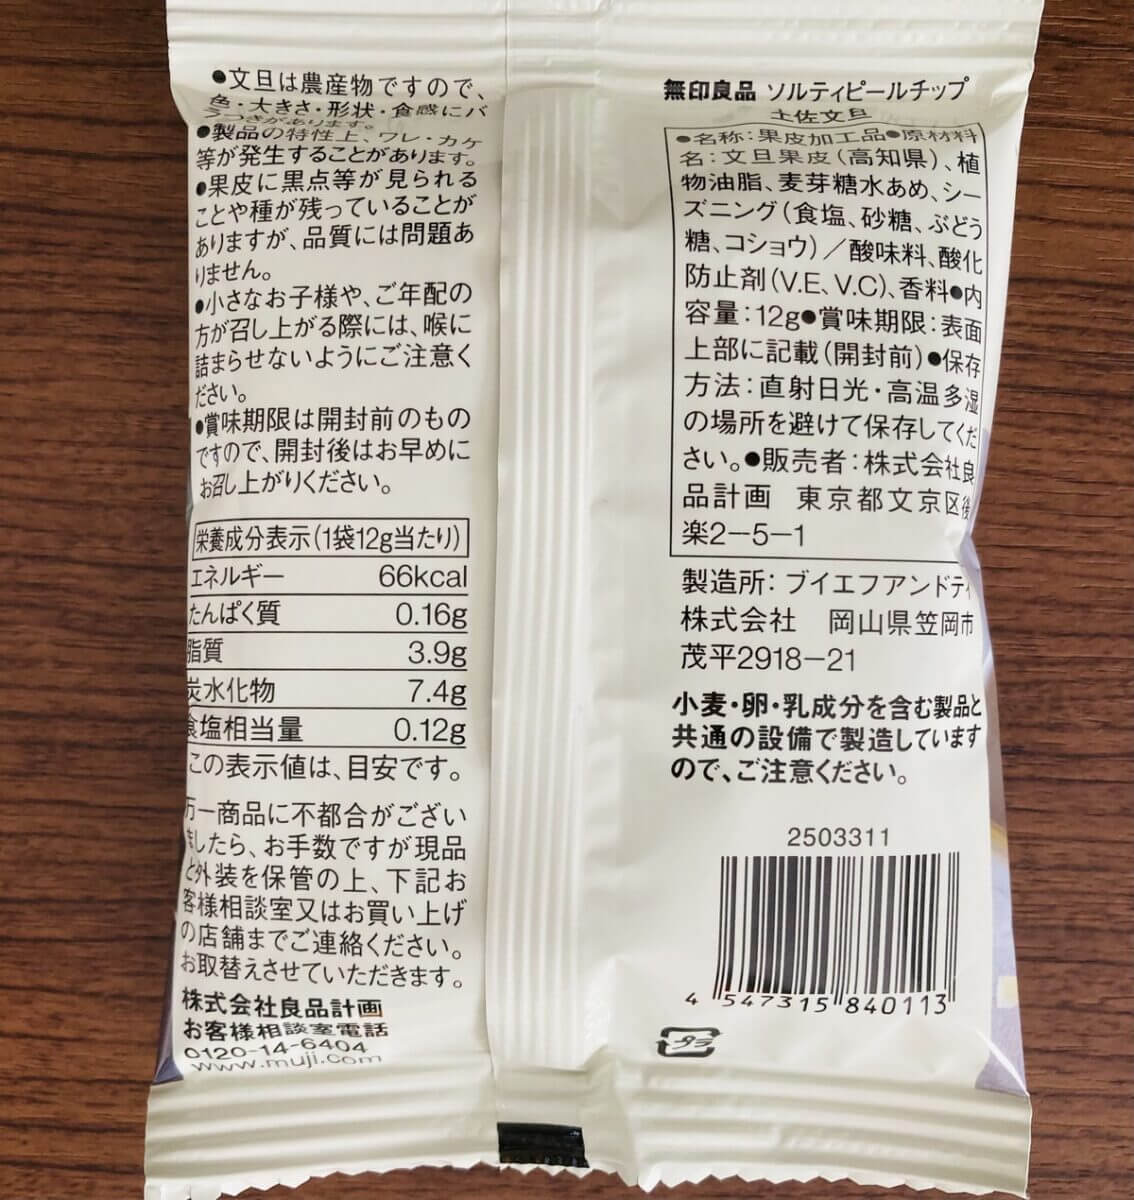 ●文旦は農産物ですので、
色・大きさ・形状・食感にバ
らつきがあります。
●製品の特性上、ワレ・カケ
等が発生することがあります。
●果皮に黒点等が見られる
ことや種が残っていることが
ありますが、品質には問題あ
りません。
●小さなお子様や、ご年配の
方が召し上がる際には、喉に
詰まらせないようにご注意く
ださい。
●賞味期限は開封前のもの
ですので、開封後はお早めに
お召し上がりください。
栄養成分表示(1袋12g当たり)
エネルギー 66kcal
たんぱく質 0.16g
脂質 3.9g
炭水化物 7.4g
食塩相当量 0.12g
この表示値は、目安です。
万一商品に不都合がござい
ましたら、お手数ですが現品
と外装を保管の上、下記お
客様相談室又はお買い上げ
の店舗までご連絡ください。
お取替えさせていただきます。
株式会社良品計画
お客様相談室電話
0120-14-6404
www.muji.com
無印良品 ソルティピールチップ
土佐文旦
●名称:果皮加工品●原材料
名:文旦果皮(高知県)、植
物油脂、麦芽糖水あめ、シー
ズニング(食塩、砂糖、ぶどう
糖、コショウ)/酸味料、酸化
防止剤(V.E、V.C)、香料●内
容量:12g●賞味期限:表面
上部に記載(開封前)●保存
方法:直射日光・高温多湿
の場所を避けて保存してくだ
さい。●販売者:株式会社良
品計画 東京都文京区後
楽2-5-1
製造所:ブイエフアンドティ
株式会社 岡山県笠岡市
茂平2918-21
小麦・卵・乳成分を含む製品と
共通の設備で製造しています
ので、ご注意ください。
2503311
4 547315 840113
プラ